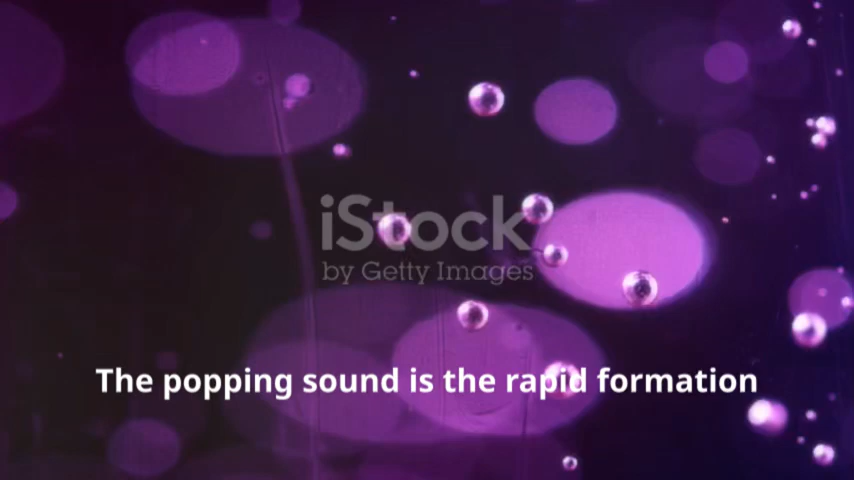 iStock
by Getty Images
The popping sound is the rapid formation